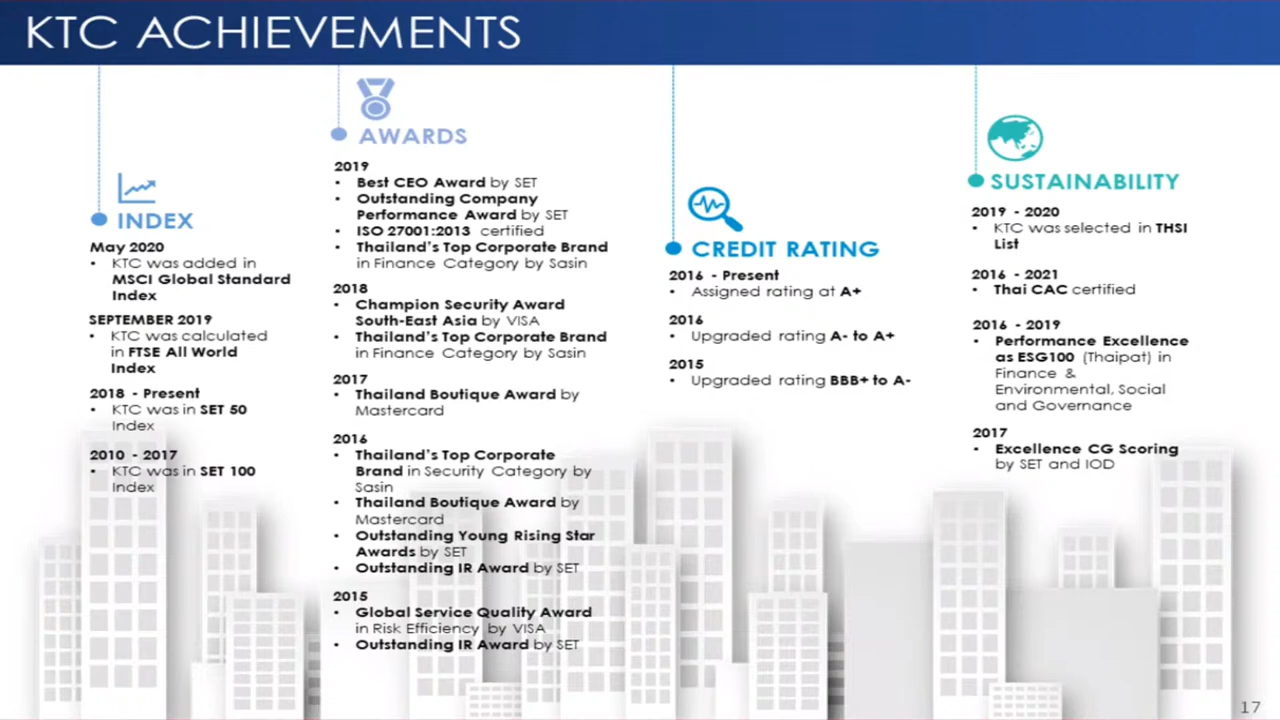 KTC ACHIEVEMENTS
INDEX
May 2020
• KTC was added in
MSCI Global Standard
Index
SEPTEMBER 2019
• KTC was calculated
in FTSE All World
Index
2018 - Present
• KTC was in SET 50
Index
2010 - 2017
• KTC was in SET 100
Index
AWARDS
2019
• Best CEO Award by SET
• Outstanding Company
Performance Award by SET
• ISO 27001:2013 certified
• Thailand's Top Corporate Brand
in Finance Category by Sasin
2018
• Champion Security Award
South-East Asia by VISA
• Thailand's Top Corporate Brand
in Finance Category by Sasin
2017
• Thailand Boutique Award by
Mastercard
2016
• Thailand's Top Corporate
Brand in Security Category by
Sasin
• Thailand Boutique Award by
Mastercard
• Outstanding Young Rising Star
Awards by SET
• Outstanding IR Award by SET
2015
• Global Service Quality Award
in Risk Efficiency by VISA
• Outstanding IR Award by SET
CREDIT RATING
2016 - Present
• Assigned rating at A+
2016
• Upgraded rating A- to A+
2015
• Upgraded rating BBB+ to A-
SUSTAINABILITY
2019 - 2020
• KTC was selected in THSI
List
2016 - 2021
• Thai CAC certified
2016 - 2019
• Performance Excellence
as ESG100 (Thaipat) in
Finance &
Environmental, Social
and Governance
2017
• Excellence CG Scoring
by SET and IOD
17